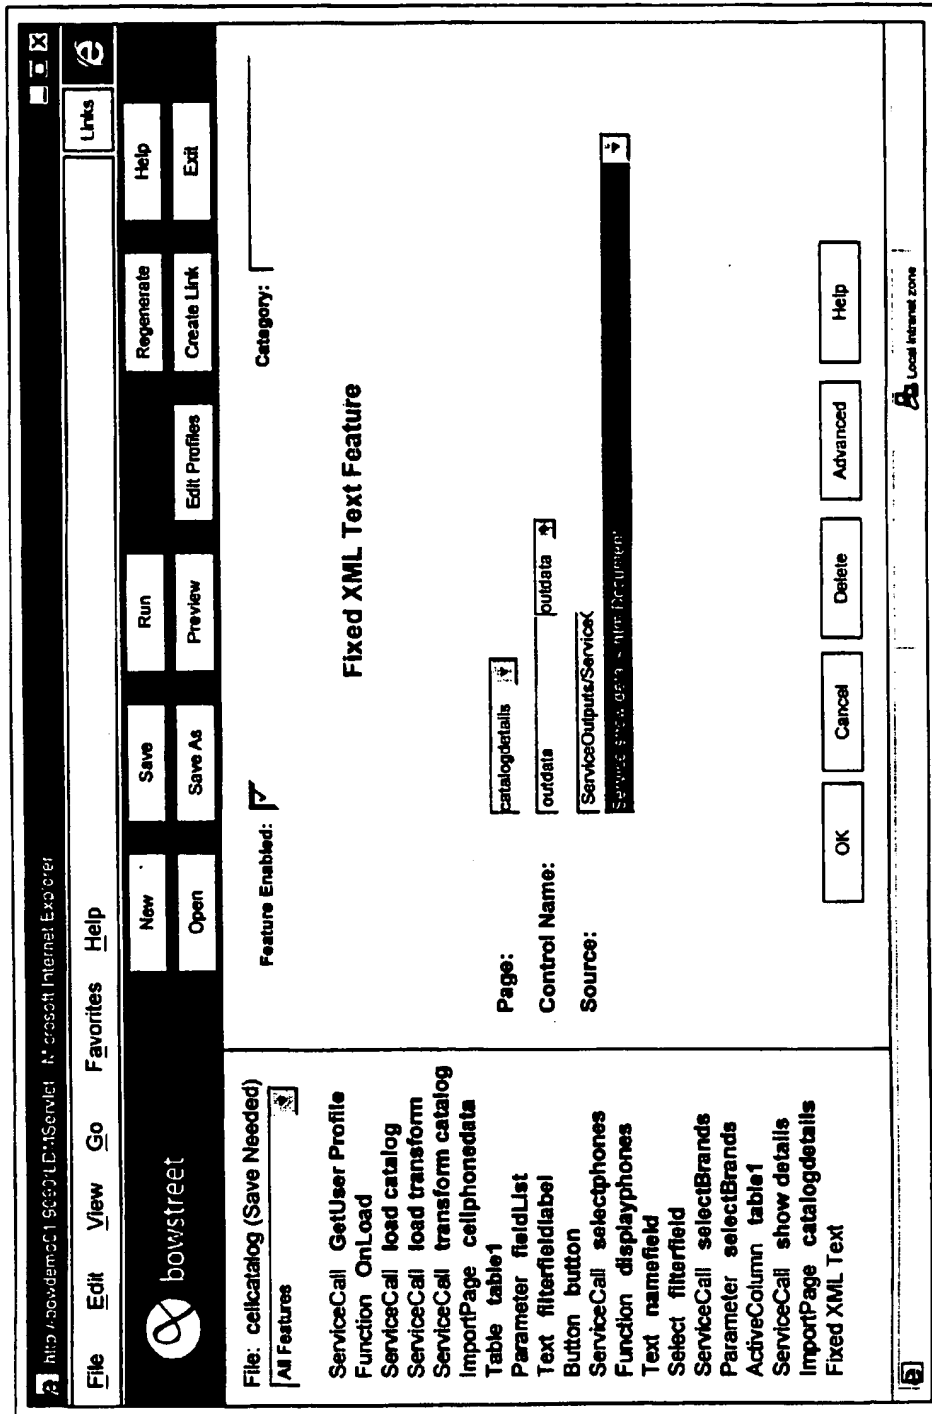 Microsoft Internet Explorer
File Edit View Go Favorites Help
Links
bowstreet
New Save Run Regenerate Help
Open Save As Preview Edit Profiles Create Link Exit
File: cellcatalog (Save Needed)
All Features
ServiceCall GetUser Profile
Function OnLoad
ServiceCall load catalog
ServiceCall load transform
ServiceCall transform catalog
ImportPage cellphonedata
Table table1
Parameter fieldList
Text filterfieldlabel
Button button
ServiceCall selectphones
Function displayphones
Text namefield
Select filterfield
ServiceCall selectBrands
Parameter selectBrands
ActiveColumn table1
ServiceCall show details
ImportPage catalogdetails
Fixed XML Text
Feature Enabled:
Catagory:
Fixed XML Text Feature
Page: catalogdetails
Control Name: outdata outdata
Source: ServiceOutputs/Service(
OK Cancel Delete Advanced Help
Local intranet zone